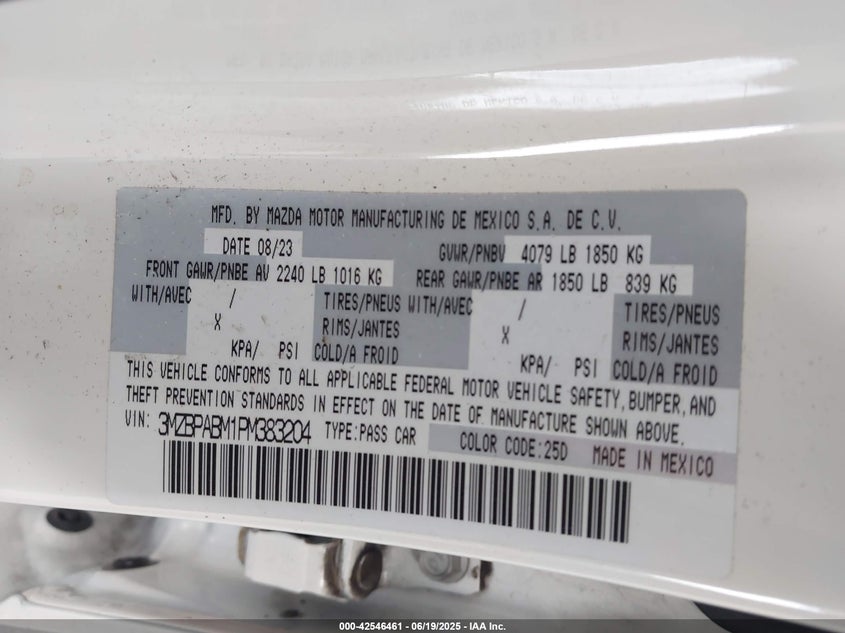 MFD. BY MAZDA MOTOR MANUFACTURING DE MEXICO S.A. DE C.V.
DATE 08/23 GVWR/PNBV 4079 LB 1850 KG
FRONT GAWR/PNBE AV 2240 LB 1016 KG REAR GAWR/PNBE AR 1850 LB 839 KG
WITH/AVEC / TIRES/PNEUS WITH/AVEC / TIRES/PNEUS
X RIMS/JANTES X RIMS/JANTES
KPA/ PSI COLD/A FROID KPA/ PSI COLD/A FROID
THIS VEHICLE CONFORMS TO ALL APPLICABLE FEDERAL MOTOR VEHICLE SAFETY, BUMPER, AND
THEFT PREVENTION STANDARDS IN EFFECT ON THE DATE OF MANUFACTURE SHOWN ABOVE.
VIN: 3MZBPABM1PM383204 TYPE:PASS CAR COLOR CODE:25D MADE IN MEXICO
000-42546461 - 06/19/2025 - IAA Inc.